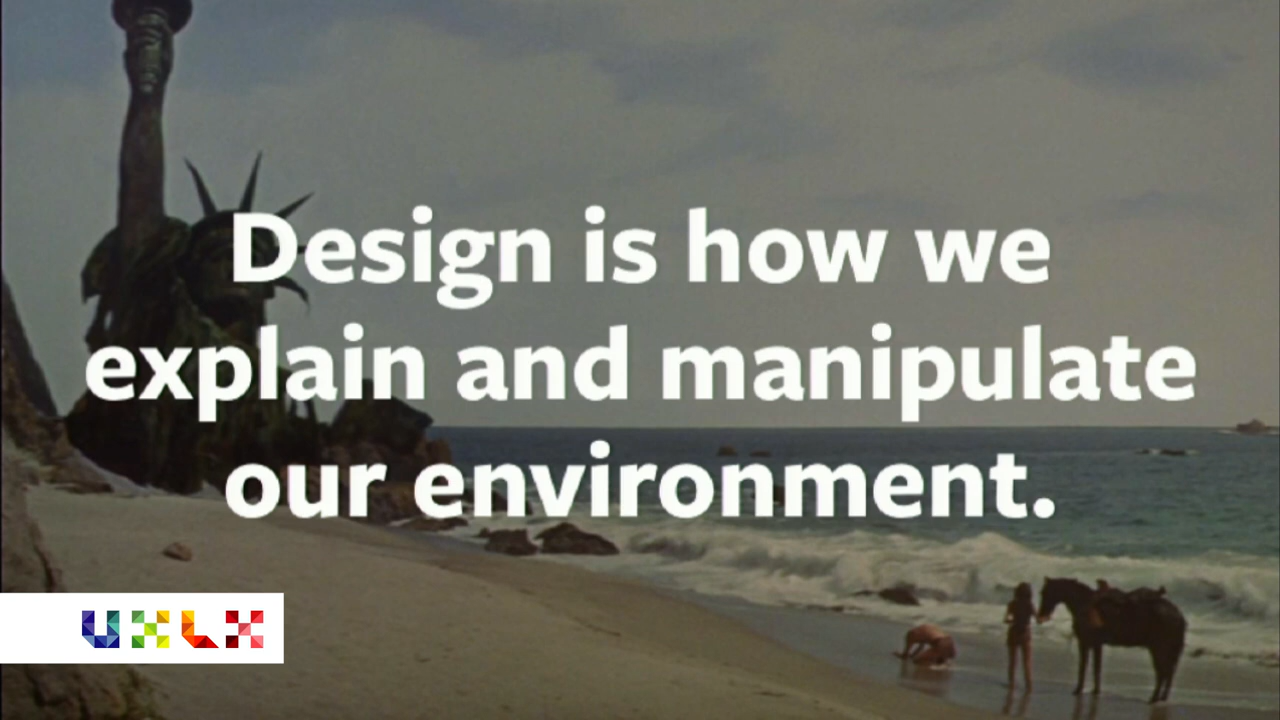 Design is how we
explain and manipulate
our environment.
UXLX